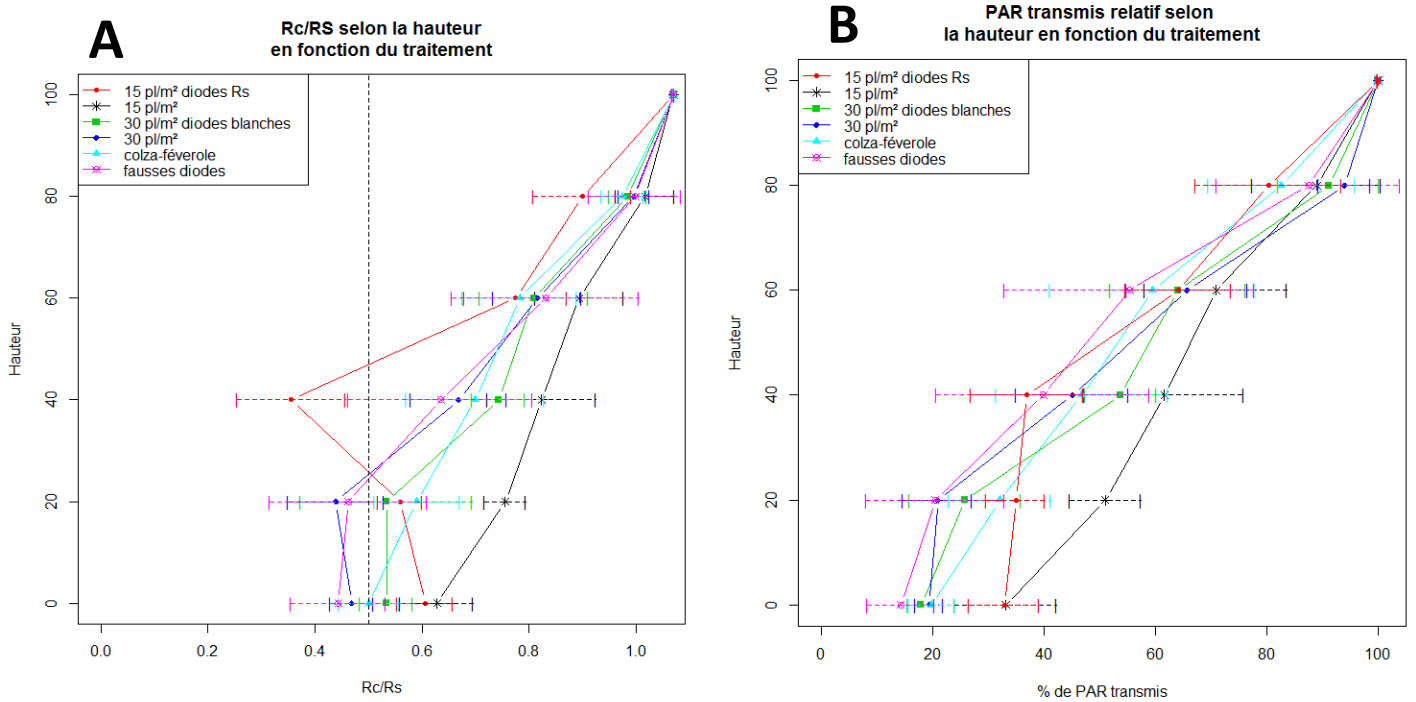 A
Rc/RS selon la hauteur
en fonction du traitement
15 pl/m² diodes Rs
15 pl/m²
30 pl/m² diodes blanches
30 pl/m²
colza-féverole
fausses diodes
Hauteur
100
80
60
40
20
0
0.0 0.2 0.4 0.6 0.8 1.0
Rc/Rs
B
PAR transmis relatif selon
la hauteur en fonction du traitement
15 pl/m² diodes Rs
15 pl/m²
30 pl/m² diodes blanches
30 pl/m²
colza-féverole
fausses diodes
Hauteur
100
80
60
40
20
0
0 20 40 60 80 100
% de PAR transmis